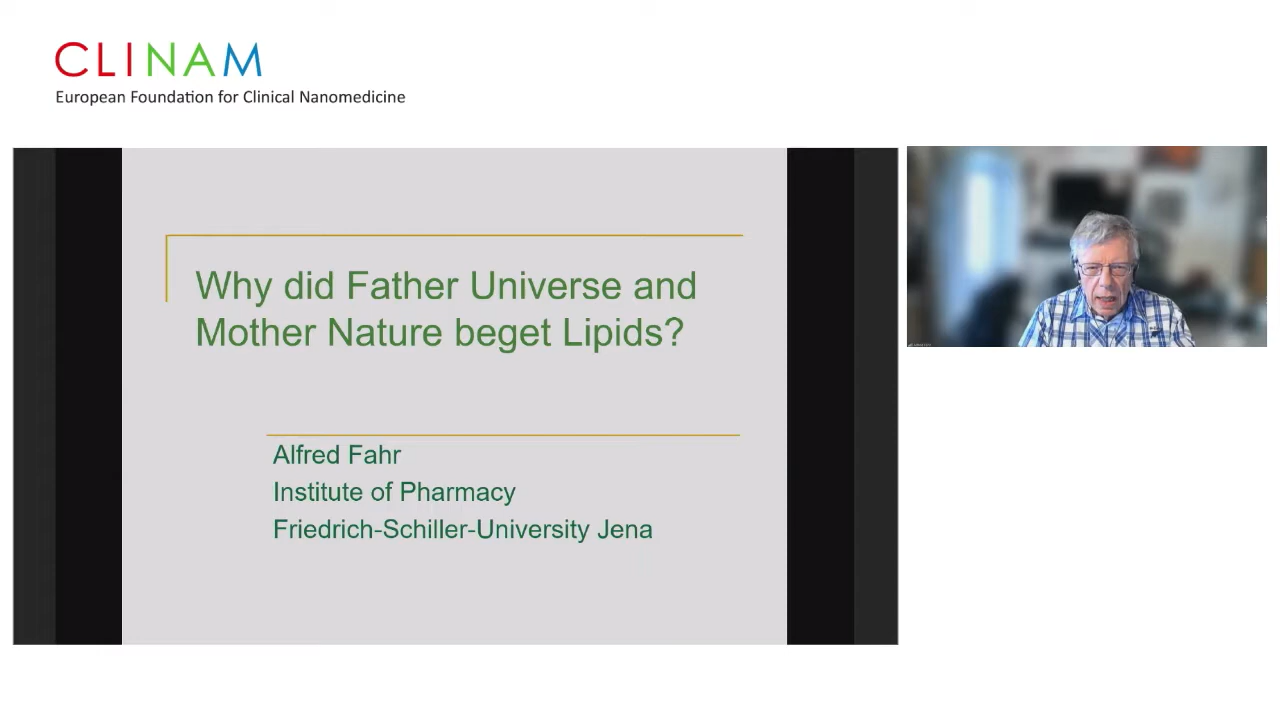 CLINAM
European Foundation for Clinical Nanomedicine
Why did Father Universe and
Mother Nature beget Lipids?
Alfred Fahr
Institute of Pharmacy
Friedrich-Schiller-University Jena